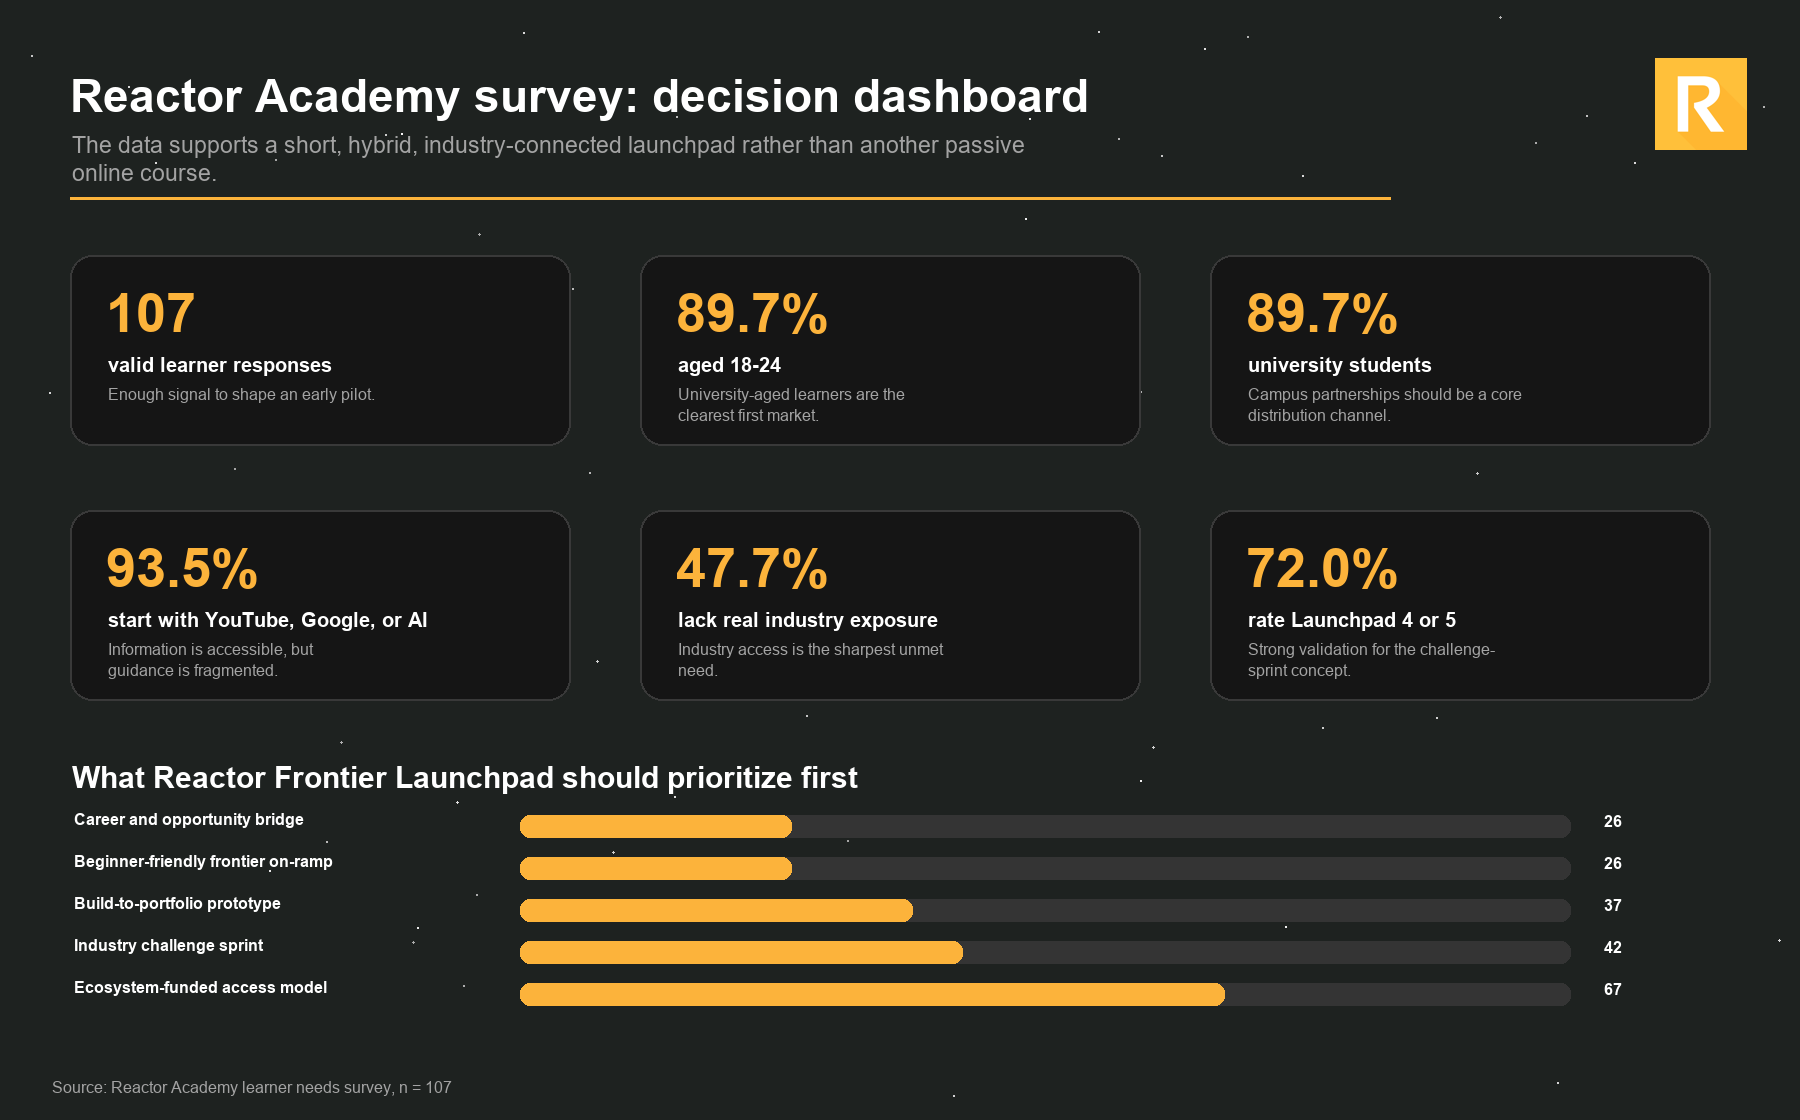 Reactor Academy survey: decision dashboard
R
The data supports a short, hybrid, industry-connected launchpad rather than another passive
online course.
107
valid learner responses
Enough signal to shape an early pilot.
89.7%
aged 18-24
University-aged learners are the
clearest first market.
89.7%
university students
Campus partnerships should be a core
distribution channel.
93.5%
start with YouTube, Google, or AI
Information is accessible, but
guidance is fragmented.
47.7%
lack real industry exposure
Industry access is the sharpest unmet
need.
72.0%
rate Launchpad 4 or 5
Strong validation for the challenge-
sprint concept.
What Reactor Frontier Launchpad should prioritize first
Career and opportunity bridge 26
Beginner-friendly frontier on-ramp 26
Build-to-portfolio prototype 37
Industry challenge sprint 42
Ecosystem-funded access model 67
Source: Reactor Academy learner needs survey, n = 107